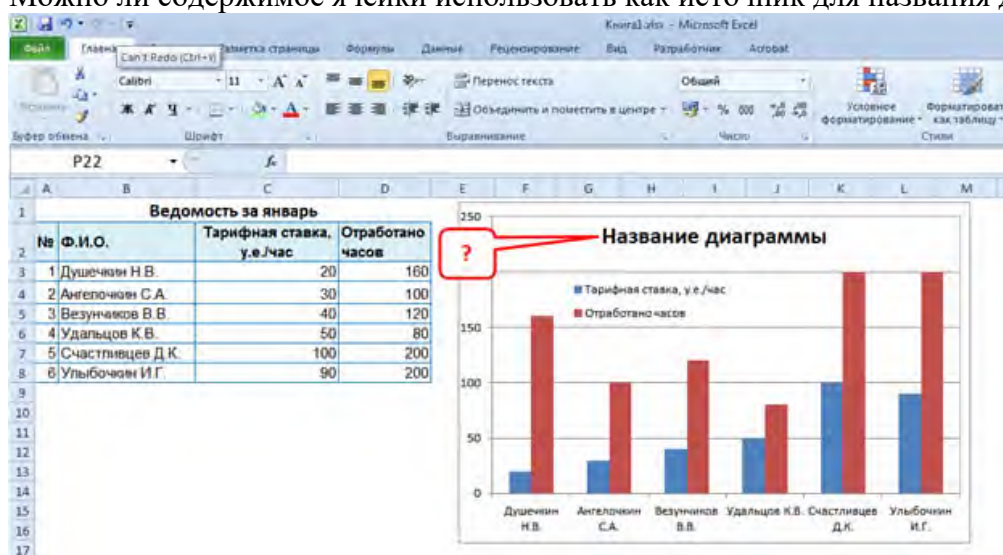 Можно ли содержимое ячейки использовать как источник для названия д
Книга1.xlsx - Microsoft Excel
Файл Главная Разметка страницы Формулы Данные Рецензирование Вид Разработчик Acrobat
Can't Redo (Ctrl+Y)
Calibri 11 Перенос текста Общий
Ж К Ч Объединить и поместить в центре % 000 Условное форматирование Форматировать как таблицу
Буфер обмена Шрифт Выравнивание Число Стили
P22 fx
A B C D E F G H I J K L M
1 Ведомость за январь
2 № Ф.И.О. Тарифная ставка, у.е./час Отработано часов
3 1 Душечкин Н.В. 20 160
4 2 Ангелочкин С.А. 30 100
5 3 Везунчиков В.В. 40 120
6 4 Удальцов К.В. 50 80
7 5 Счастливцев Д.К. 100 200
8 6 Улыбочкин И.Г. 90 200
9
10
11
12
13
14
15
16
17
?
Название диаграммы
Тарифная ставка, у.е./час
Отработано часов
250
150
100
50
0
Душечкин Н.В. Ангелочкин С.А. Везунчиков В.В. Удальцов К.В. Счастливцев Д.К. Улыбочкин И.Г.